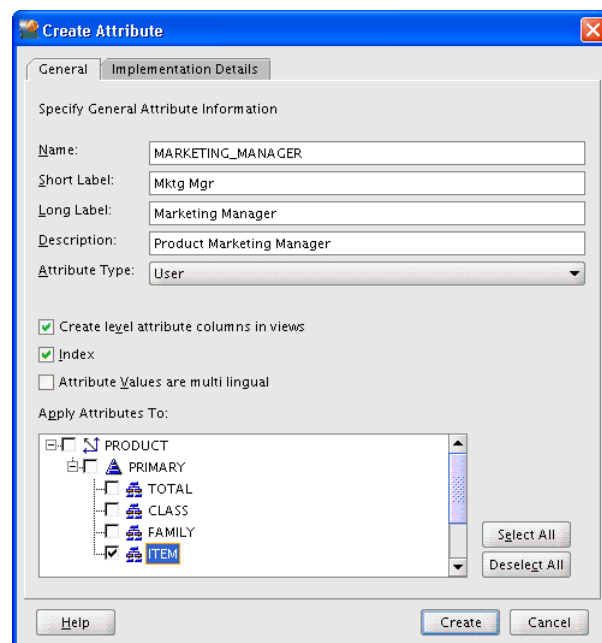 Create Attribute
General Implementation Details
Specify General Attribute Information
Name: MARKETING_MANAGER
Short Label: Mktg Mgr
Long Label: Marketing Manager
Description: Product Marketing Manager
Attribute Type: User
Create level attribute columns in views
Index
Attribute Values are multi lingual
Apply Attributes To:
PRODUCT
PRIMARY
TOTAL
CLASS
FAMILY
ITEM
Select All
Deselect All
Help Create Cancel